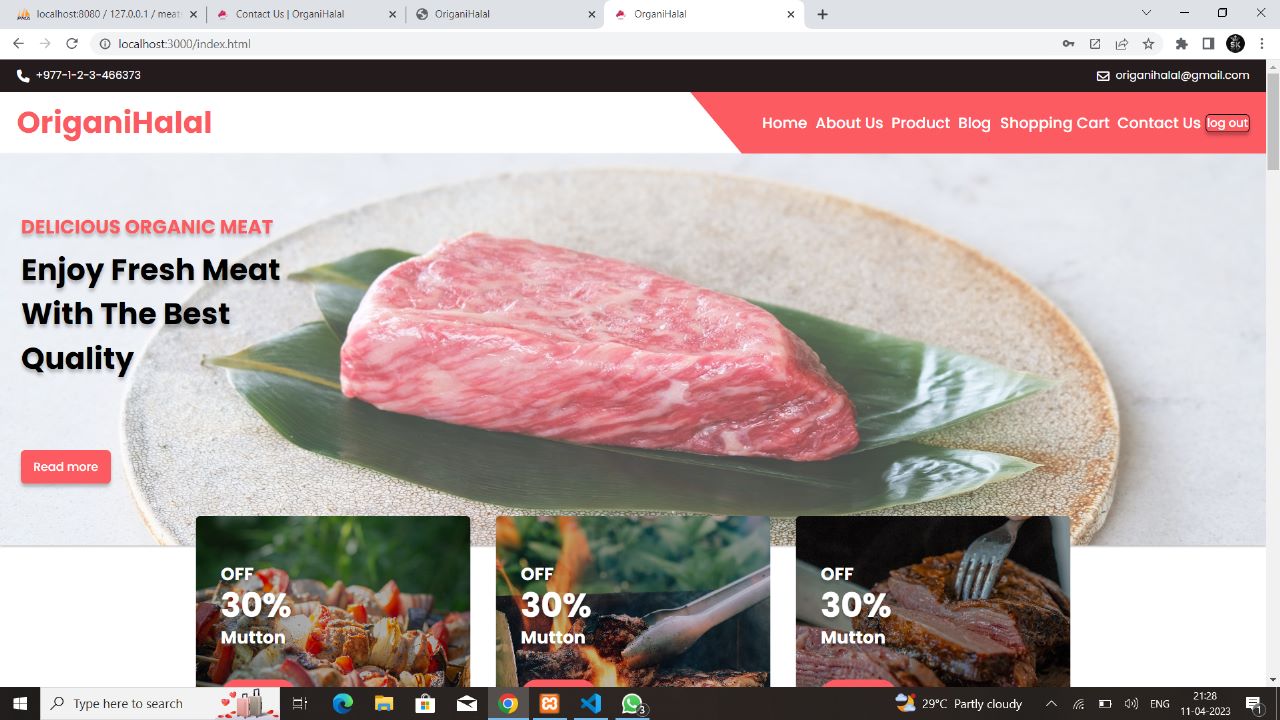 localhost:8080 / 127.0.0.1 / meat
Contact Us | OrganiHalal
OriganiHalal
OriganiHalal
localhost:3000/index.html
+977-1-2-3-466373
origanihalal@gmail.com
OriganiHalal
Home About Us Product Blog Shopping Cart Contact Us log out
DELICIOUS ORGANIC MEAT
Enjoy Fresh Meat
With The Best
Quality
Read more
OFF
30%
Mutton
OFF
30%
Mutton
OFF
30%
Mutton
Type here to search
3
29°C Partly cloudy
ENG
21:28
11-04-2023
1